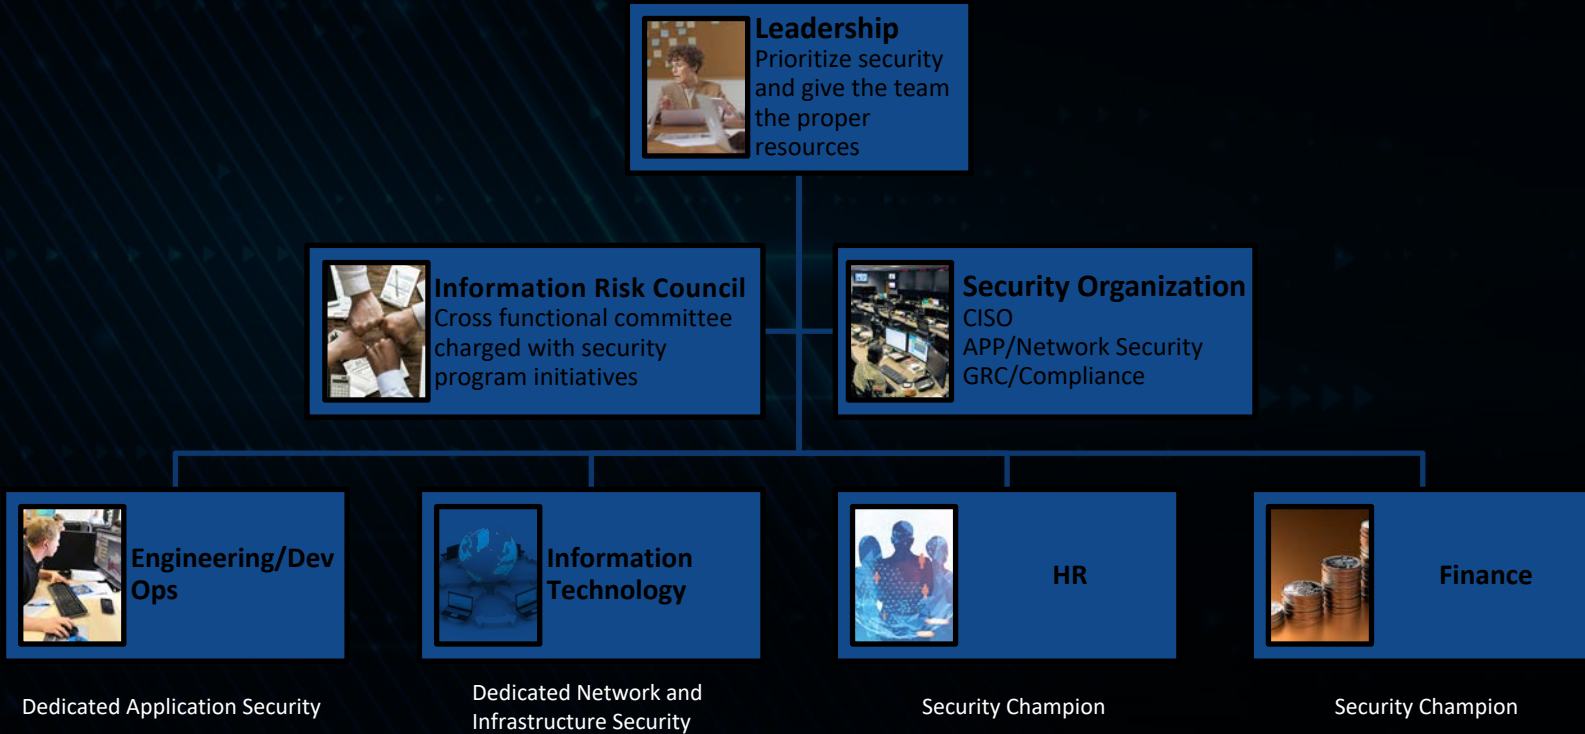 Leadership
Prioritize security
and give the team
the proper
resources
Information Risk Council
Cross functional committee
charged with security
program initiatives
Security Organization
CISO
APP/Network Security
GRC/Compliance
Engineering/Dev
Ops
Information
Technology
HR
Finance
Dedicated Application Security
Dedicated Network and
Infrastructure Security
Security Champion
Security Champion